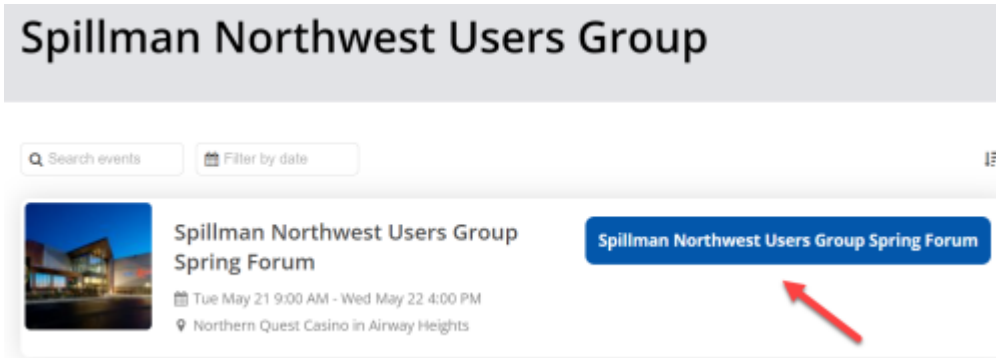 Spillman Northwest Users Group
Search events
Filter by date
Spillman Northwest Users Group
Spring Forum
Spillman Northwest Users Group Spring Forum
Tue May 21 9:00 AM - Wed May 22 4:00 PM
Northern Quest Casino in Airway Heights